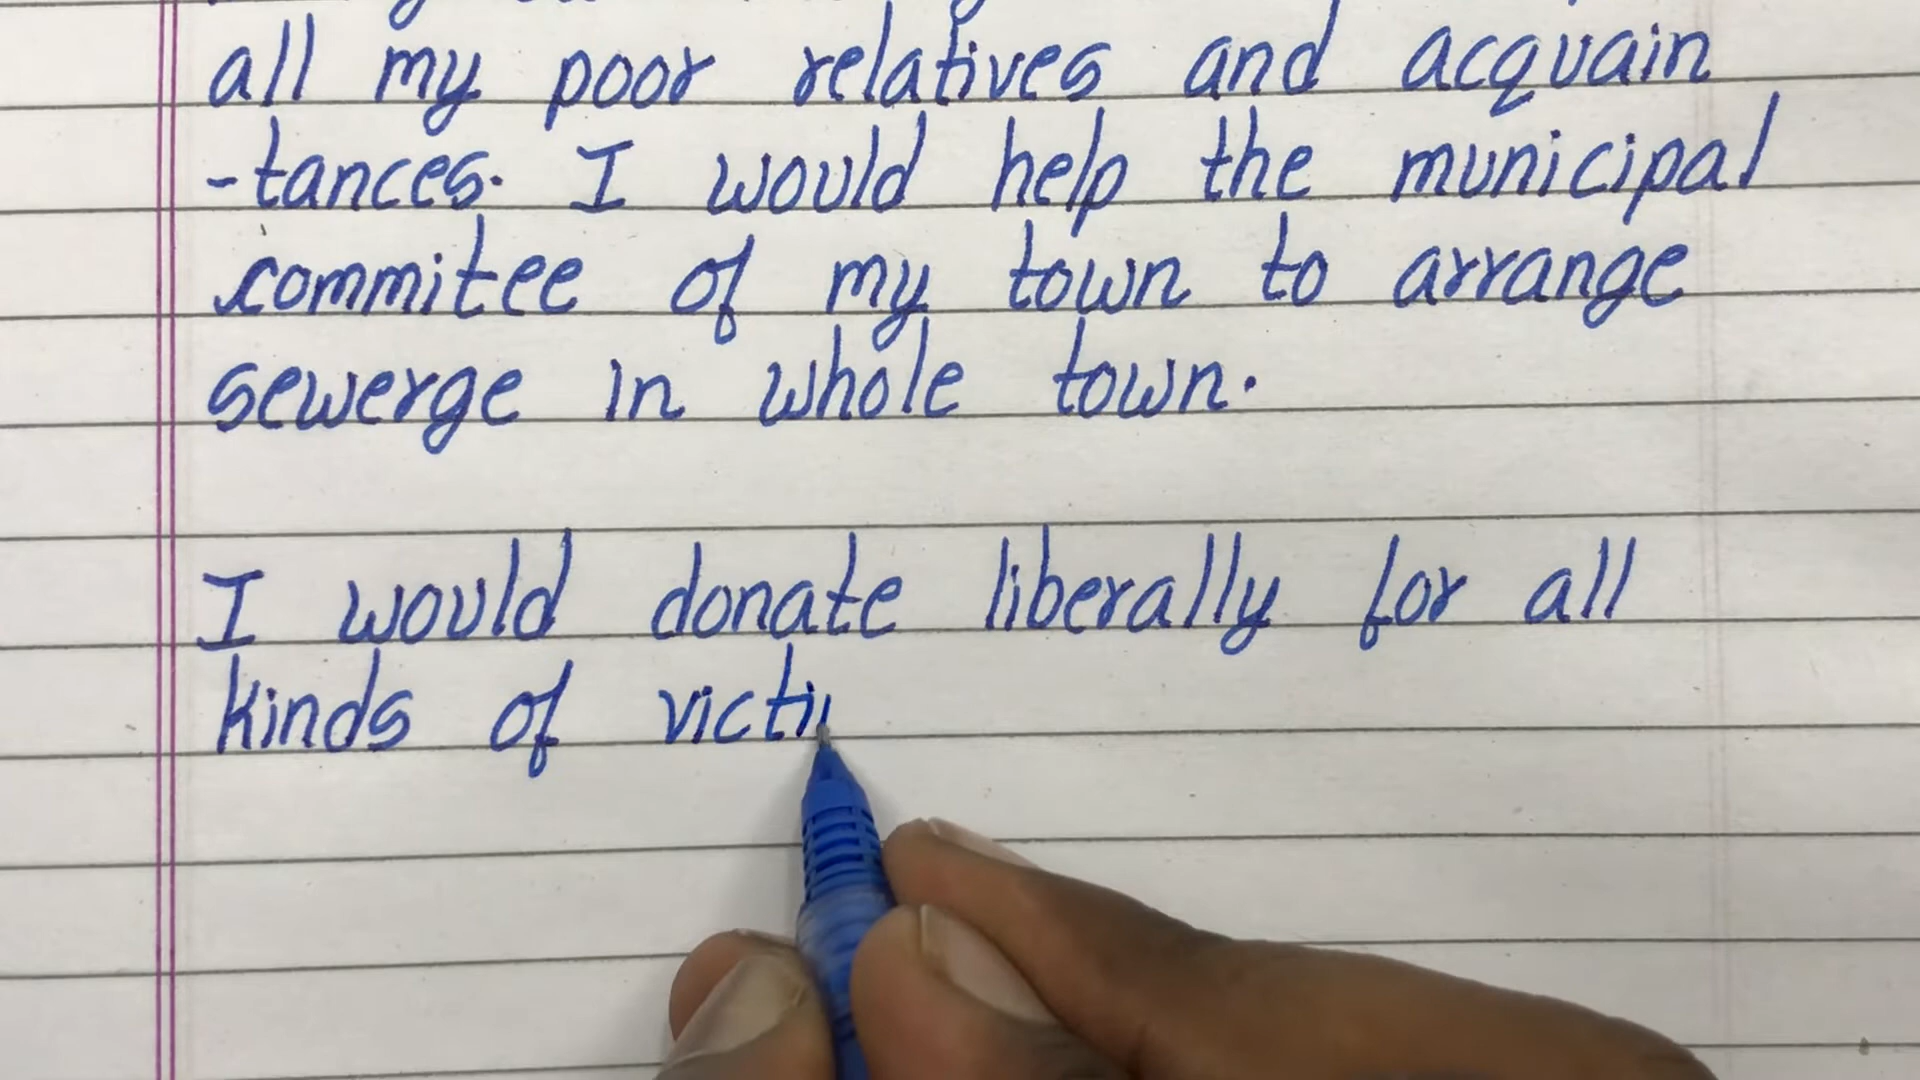 all my poor relatives and acquain
-tances. I would help the municipal
commitee of my town to arrange
sewerge in whole town.
I would donate liberally for all
kinds of victi